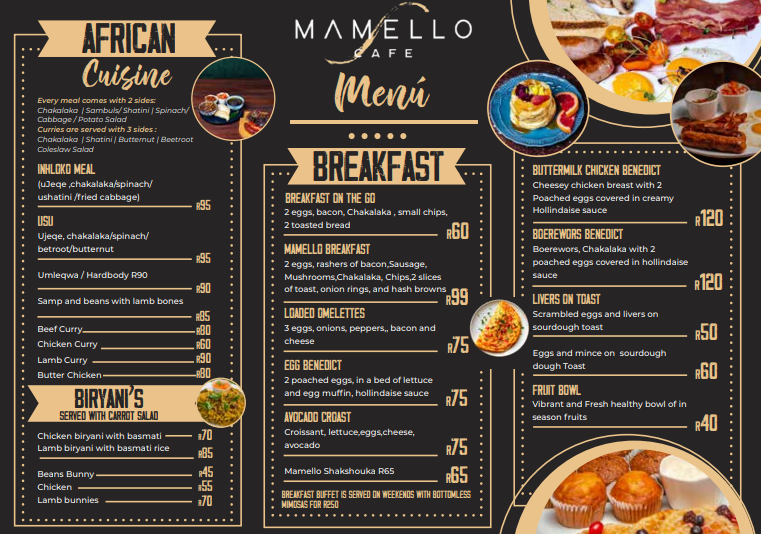 AFRICAN
Cuisine
Every meal comes with 2 sides:
Chakalaka | Sambuls/ Shatini | Spinach/
Cabbage / Potato Salad
Curries are served with 3 sides :
Chakalaka | Shatini | Butternut | Beetroot
Coleslaw Salad
INHLOKO MEAL
(uJeqe ,chakalaka/spinach/
ushatini /fried cabbage)
R95
USU
Ujeqe, chakalaka/spinach/
betroot/butternut
R95
Umleqwa / Hardbody R90
R90
Samp and beans with lamb bones
R85
Beef Curry R80
Chicken Curry R60
Lamb Curry R90
Butter Chicken R80
BIRYANI'S
SERVED WITH CARROT SALAD
Chicken biryani with basmati R70
Lamb biryani with basmati rice
R85
Beans Bunny R45
Chicken R55
Lamb bunnies R70
MAMELLO
CAFE
Menú
BREAKFAST
BREAKFAST ON THE GO
2 eggs, bacon, Chakalaka , small chips,
2 toasted bread
R60
MAMELLO BREAKFAST
2 eggs, rashers of bacon,Sausage,
Mushrooms,Chakalaka, Chips,2 slices
of toast, onion rings, and hash browns
R99
LOADED OMELETTES
3 eggs, onions, peppers,, bacon and
cheese
R75
EGG BENEDICT
2 poached eggs, in a bed of lettuce
and egg muffin, hollindaise sauce
R75
AVOCADO CROAST
Croissant, lettuce,eggs,cheese,
avocado
R75
Mamello Shakshouka R65
R65
BREAKFAST BUFFET IS SERVED ON WEEKENDS WITH BOTTOMLESS
MIMOSAS FOR R250
BUTTERMILK CHICKEN BENEDICT
Cheesey chicken breast with 2
Poached eggs covered in creamy
Hollindaise sauce
R120
BOEREWORS BENEDICT
Boerewors, Chakalaka with 2
poached eggs covered in hollindaise
sauce
R120
LIVERS ON TOAST
Scrambled eggs and livers on
sourdough toast
R50
Eggs and mince on sourdough
dough Toast
R60
FRUIT BOWL
Vibrant and Fresh healthy bowl of in
season fruits
R40